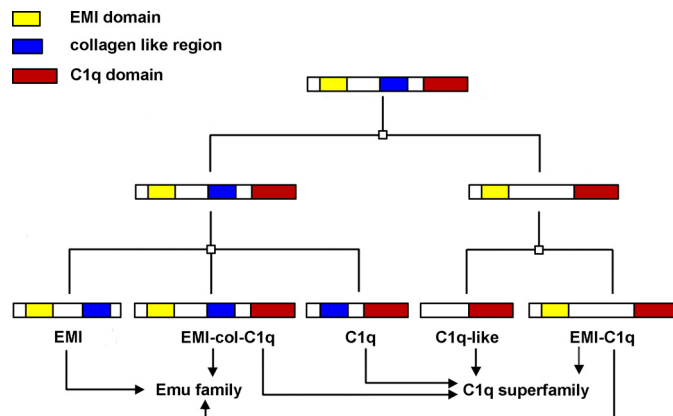 EMI domain
collagen like region
C1q domain
EMI
EMI-col-C1q
C1q
C1q-like
EMI-C1q
Emu family
C1q superfamily